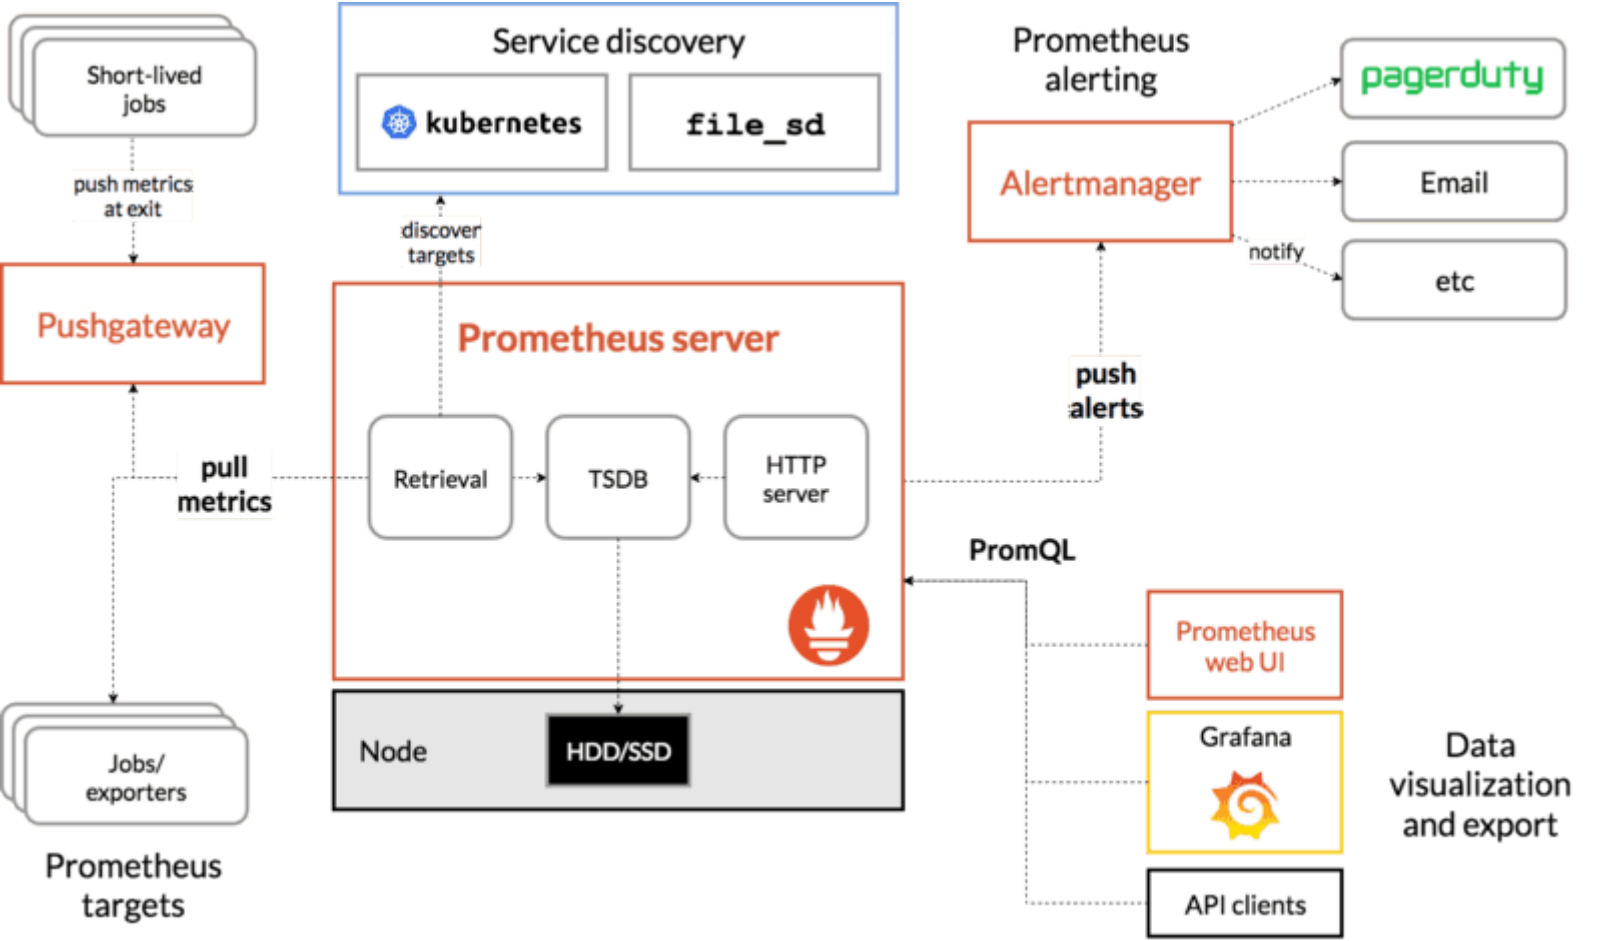 Short-lived
jobs
push metrics
at exit
Pushgateway
pull
metrics
Jobs/
exporters
Prometheus
targets
Service discovery
kubernetes
file_sd
discover
targets
Prometheus server
Retrieval
TSDB
HTTP
server
Node
HDD/SSD
Prometheus
alerting
Alertmanager
pagerduty
Email
notify
etc
push
alerts
PromQL
Prometheus
web UI
Grafana
API clients
Data
visualization
and export